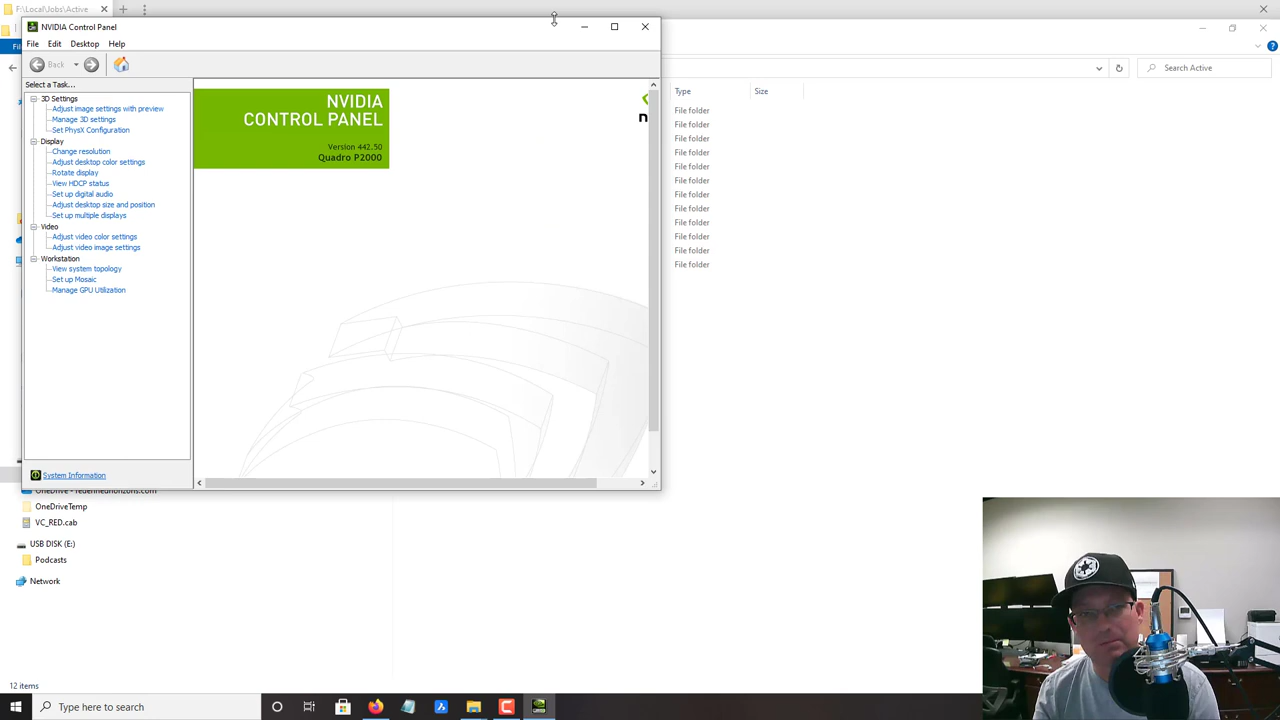 F:\Local\Jobs\Active
NVIDIA Control Panel
File Edit Desktop Help
Back
Search Active
Select a Task...
3D Settings
Adjust image settings with preview
Manage 3D settings
Set PhysX Configuration
Display
Change resolution
Adjust desktop color settings
Rotate display
View HDCP status
Set up digital audio
Adjust desktop size and position
Set up multiple displays
Video
Adjust video color settings
Adjust video image settings
Workstation
View system topology
Set up Mosaic
Manage GPU Utilization
System Information
NVIDIA
CONTROL PANEL
Version 442.50
Quadro P2000
Type Size
File folder
File folder
File folder
File folder
File folder
File folder
File folder
File folder
File folder
File folder
File folder
File folder
OneDriveTemp
VC_RED.cab
USB DISK (E:)
Podcasts
Network
12 items
Type here to search